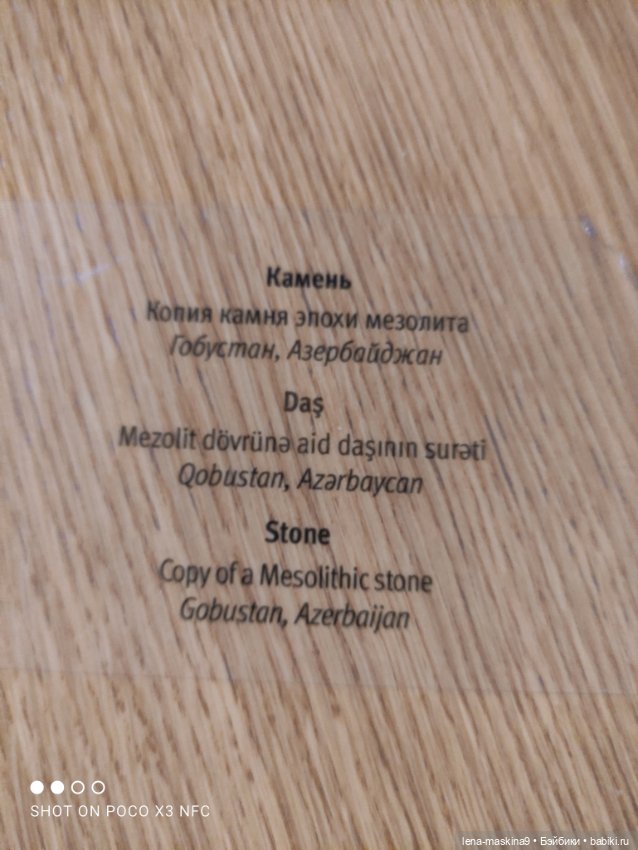 Камень
Копия камня эпохи мезолита
Гобустан, Азербайджан
Daş
Mezolit dövrünə aid daşının surəti
Qobustan, Azərbaycan
Stone
Copy of a Mesolithic stone
Gobustan, Azerbaijan
SHOT ON POCO X3 NFC
lena-maskina9 • Бэйбики • babiki.ru